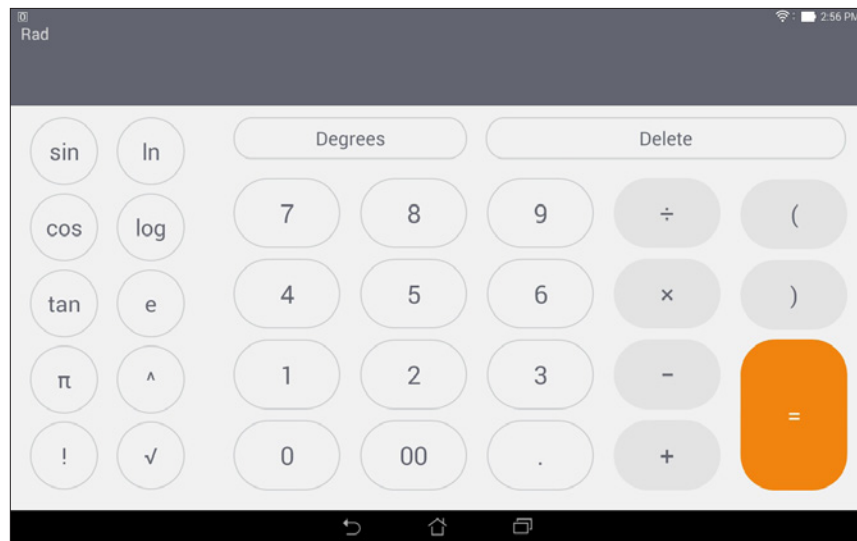 2:56 PM
Rad
sin ln Degrees Delete
7 8 9 ÷ (
cos log
tan e 4 5 6 × )
π ^ 1 2 3 −
=
! √ 0 00 . +